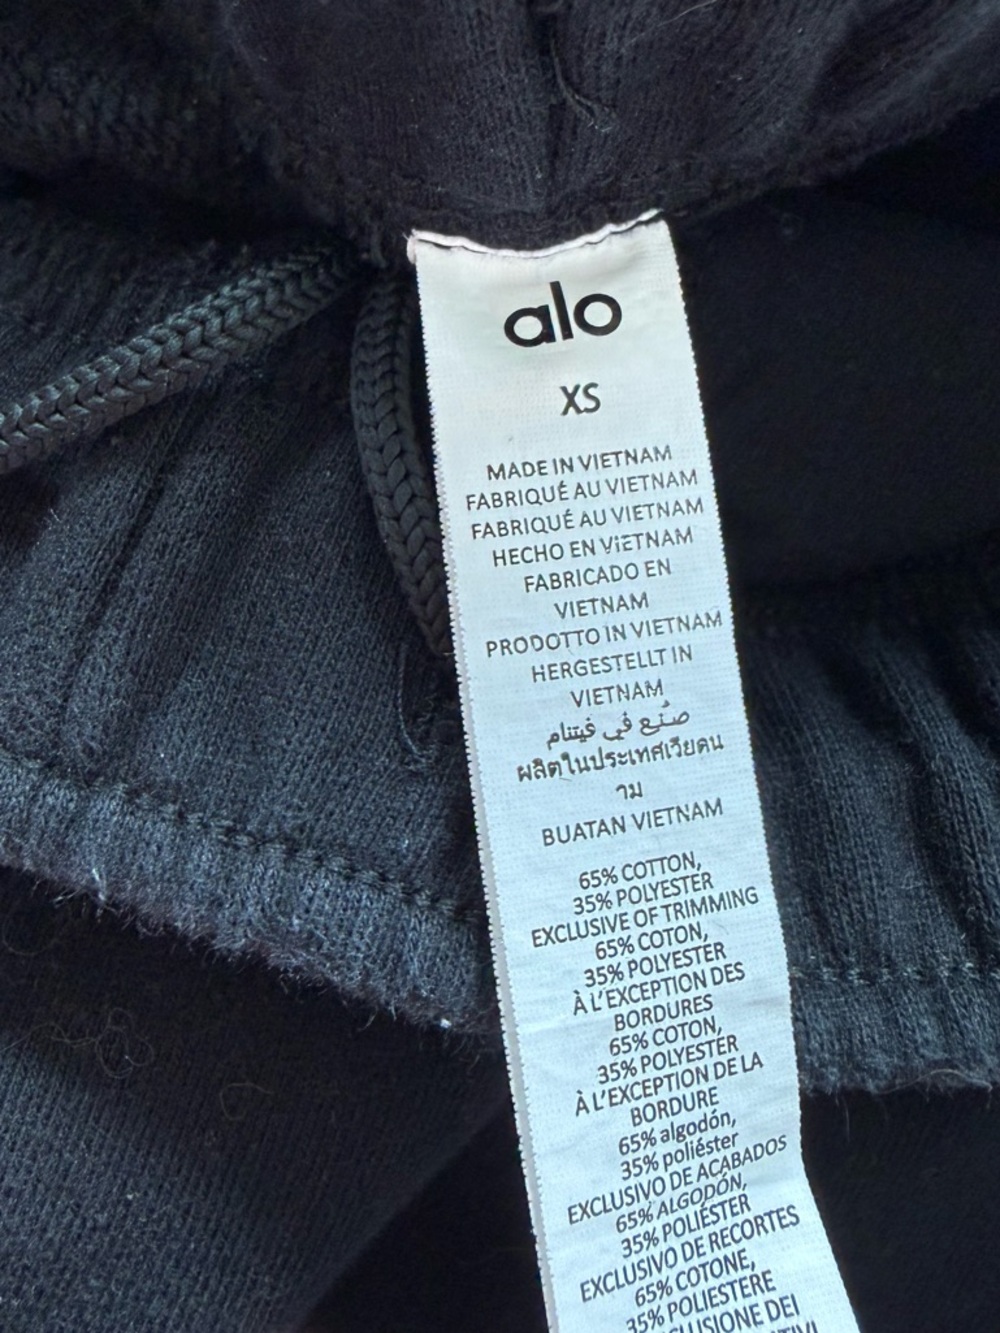 alo
XS
MADE IN VIETNAM
FABRIQUÉ AU VIETNAM
FABRIQUÉ AU VIETNAM
HECHO EN VIETNAM
FABRICADO EN
VIETNAM
PRODOTTO IN VIETNAM
HERGESTELLT IN
VIETNAM
صُنع في فيتنام
ผลิตในประเทศเวียดน
าม
BUATAN VIETNAM
65% COTTON,
35% POLYESTER
EXCLUSIVE OF TRIMMING
65% COTON,
35% POLYESTER
À L'EXCEPTION DES
BORDURES
65% COTON,
35% POLYESTER
À L'EXCEPTION DE LA
BORDURE
65% algodón,
35% poliéster
EXCLUSIVO DE ACABADOS
65% ALGODÓN,
35% POLIÉSTER
EXCLUSIVO DE RECORTES
65% COTONE,
35% POLIESTERE
DEI